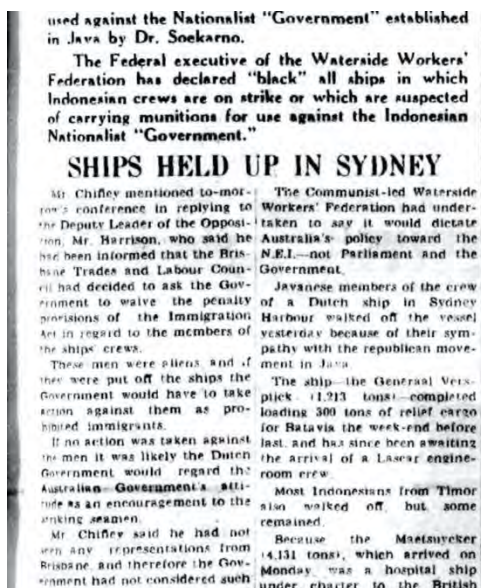 used against the Nationalist "Government" established
in Java by Dr. Soekarno.
The Federal executive of the Waterside Workers'
Federation has declared "black" all ships in which
Indonesian crews are on strike or which are suspected
of carrying munitions for use against the Indonesian
Nationalist "Government."
SHIPS HELD UP IN SYDNEY
Mr Chifley mentioned to-mor-
row's conference in replying to
the Deputy Leader of the Opposi-
tion, Mr. Harrison, who said he
had been informed that the Bris-
bane Trades and Labour Coun-
cil had decided to ask the Gov-
ernment to waive the penalty
provisions of the Immigration
Act in regard to the members of
the ships' crews.
These men were aliens and if
they were put off the ships the
Government would have to take
action against them as pro-
hibited immigrants.
If no action was taken against
the men it was likely the Dutch
Government would regard the
Australian Government's atti-
tude as an encouragement to the
striking seamen.
Mr Chifley said he had not
seen any representations from
Brisbane, and therefore the Gov-
ernment had not considered such
The Communist-led Waterside
Workers' Federation had under-
taken to say it would dictate
Australia's policy toward the
N.E.I.—not Parliament and the
Government.
Javanese members of the crew
of a Dutch ship in Sydney
Harbour walked off the vessel
yesterday because of their sym-
pathy with the republican move-
ment in Java.
The ship—the Generaal Vers-
pijck (1,213 tons)—completed
loading 300 tons of relief cargo
for Batavia the week-end before
last, and has since been awaiting
the arrival of a Lascar engine-
room crew.
Most Indonesians from Timor
also walked off, but some
remained.
Because the Maetsuycker
(4,131 tons), which arrived on
Monday, was a hospital ship
under charter to the British